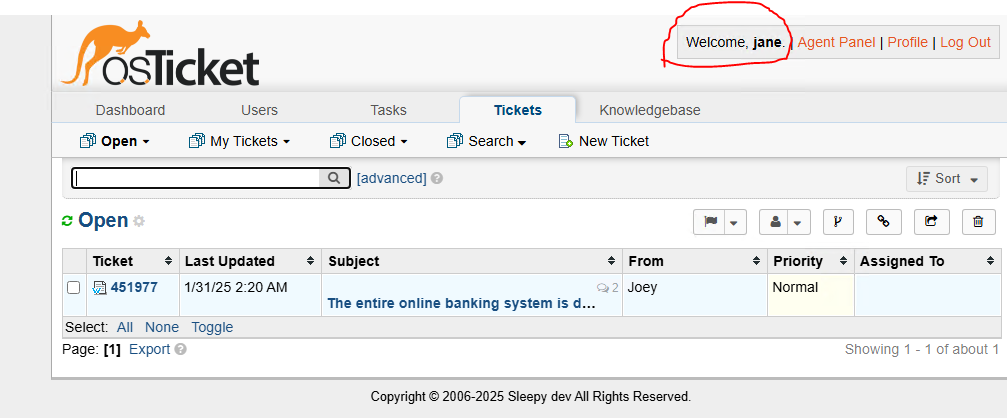 osTicket
Welcome, jane. | Agent Panel | Profile | Log Out
Dashboard Users Tasks Tickets Knowledgebase
Open My Tickets Closed Search New Ticket
[advanced] Sort
Open
Ticket Last Updated Subject From Priority Assigned To
451977 1/31/25 2:20 AM The entire online banking system is d… 2 Joey Normal
Select: All None Toggle
Page: [1] Export Showing 1 - 1 of about 1
Copyright © 2006-2025 Sleepy dev All Rights Reserved.